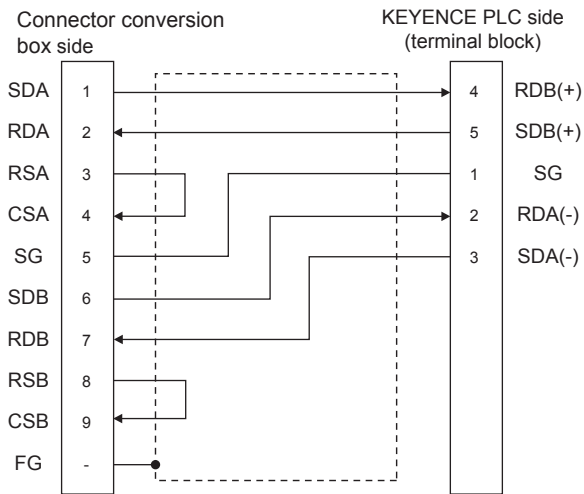 Connector conversion
box side
KEYENCE PLC side
(terminal block)
SDA 1 4 RDB(+)
RDA 2 5 SDB(+)
RSA 3 1 SG
CSA 4 2 RDA(-)
SG 5 3 SDA(-)
SDB 6
RDB 7
RSB 8
CSB 9
FG -